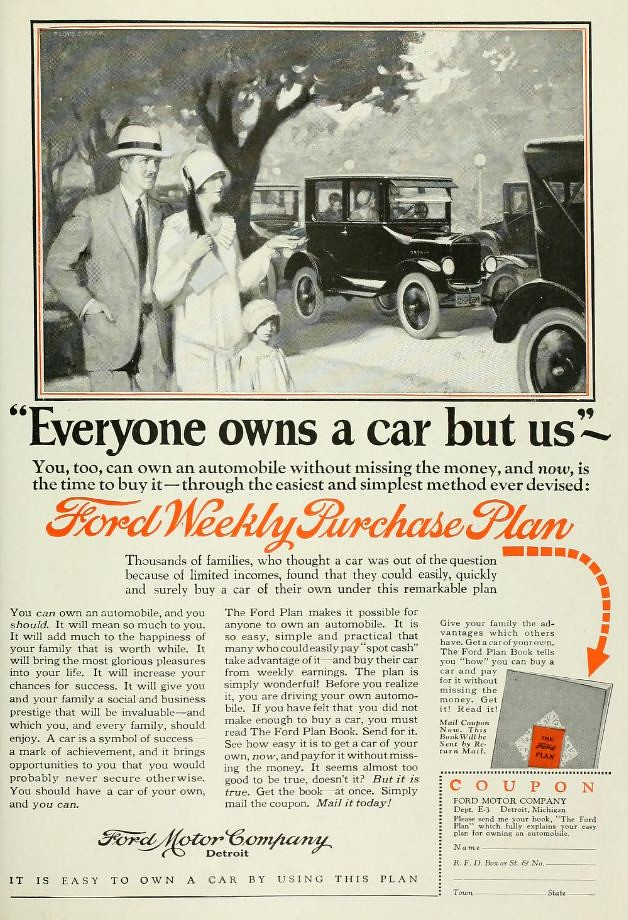 "Everyone owns a car but us"~
You, too, can own an automobile without missing the money, and now, is
the time to buy it—through the easiest and simplest method ever devised:
Ford Weekly Purchase Plan
Thousands of families, who thought a car was out of the question
because of limited incomes, found that they could easily, quickly
and surely buy a car of their own under this remarkable plan
You can own an automobile, and you
should. It will mean so much to you.
It will add much to the happiness of
your family that is worth while. It
will bring the most glorious pleasures
into your life. It will increase your
chances for success. It will give you
and your family a social and business
prestige that will be invaluable—and
which you, and every family, should
enjoy. A car is a symbol of success—
a mark of achievement, and it brings
opportunities to you that you would
probably never secure otherwise.
You should have a car of your own,
and you can.
The Ford Plan makes it possible for
anyone to own an automobile. It is
so easy, simple and practical that
many who could easily pay "spot cash"
take advantage of it—and buy their car
from weekly earnings. The plan is
simply wonderful! Before you realize
it, you are driving your own automo-
bile. If you have felt that you did not
make enough to buy a car, you must
read The Ford Plan Book. Send for it.
See how easy it is to get a car of your
own, now, and pay for it without miss-
ing the money. It seems almost too
good to be true, doesn't it? But it is
true. Get the book—at once. Simply
mail the coupon. Mail it today!
Give your family the ad-
vantages which others
have. Get a car of your own.
The Ford Plan Book tells
you "how" you can buy a
car and pay
for it without
missing the
money. Get
it! Read it!
Mail Coupon
Now. This
Book Will be
Sent by Re-
turn Mail.
THE
Ford
PLAN
Ford Motor Company
Detroit
IT IS EASY TO OWN A CAR BY USING THIS PLAN
COUPON
FORD MOTOR COMPANY
Dept. E-3 Detroit, Michigan
Please send me your book, "The Ford
Plan" which fully explains your easy
plan for owning an automobile.
Name
R. F. D. Box or St. & No.
Town State